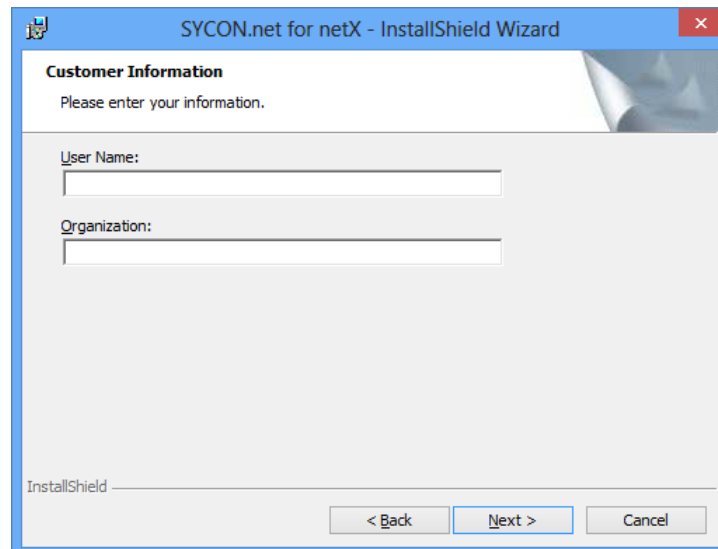 SYCON.net for netX - InstallShield Wizard
Customer Information
Please enter your information.
User Name:
Organization:
InstallShield
< Back Next > Cancel